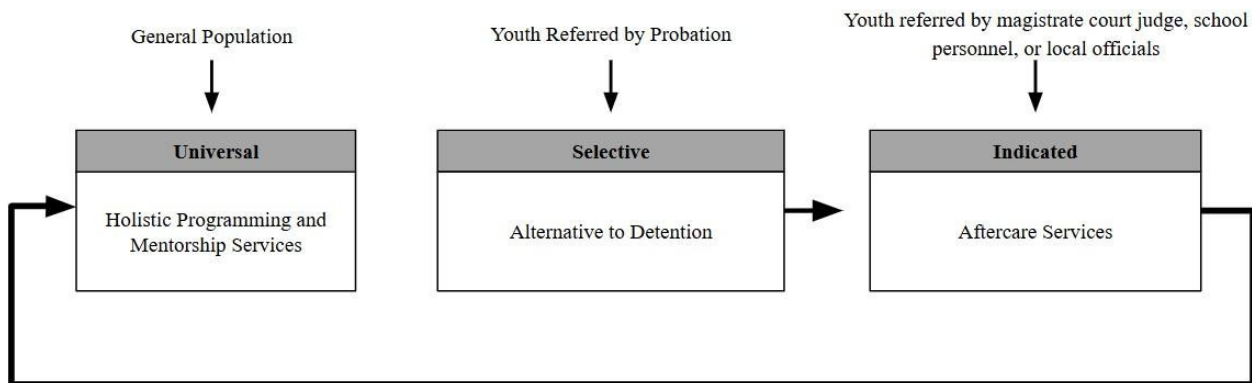 General Population
Youth Referred by Probation
Youth referred by magistrate court judge, school
personnel, or local officials
Universal
Selective
Indicated
Holistic Programming and
Mentorship Services
Alternative to Detention
Aftercare Services